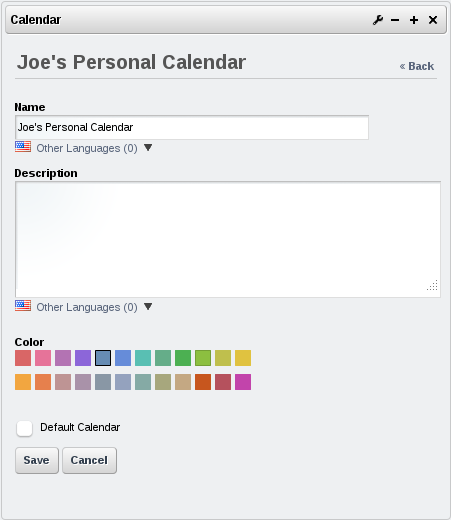 Calendar
Joe's Personal Calendar
« Back
Name
Joe's Personal Calendar
Other Languages (0)
Description
Other Languages (0)
Color
Default Calendar
Save Cancel